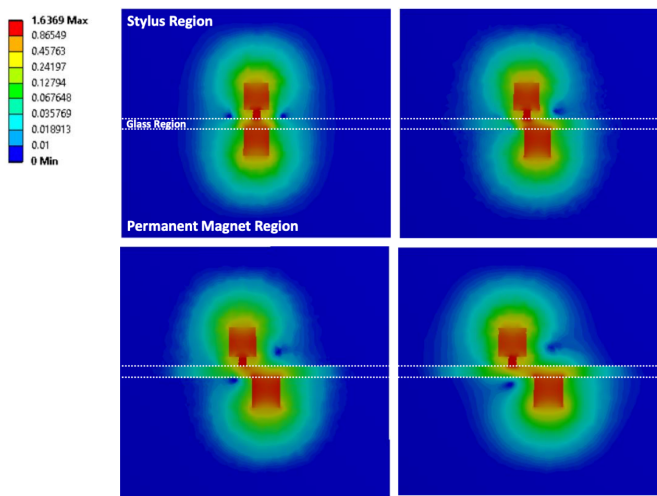 1.6369 Max
0.86549
0.45763
0.24197
0.12794
0.067648
0.035769
0.018913
0.01
0 Min
Stylus Region
Glass Region
Permanent Magnet Region